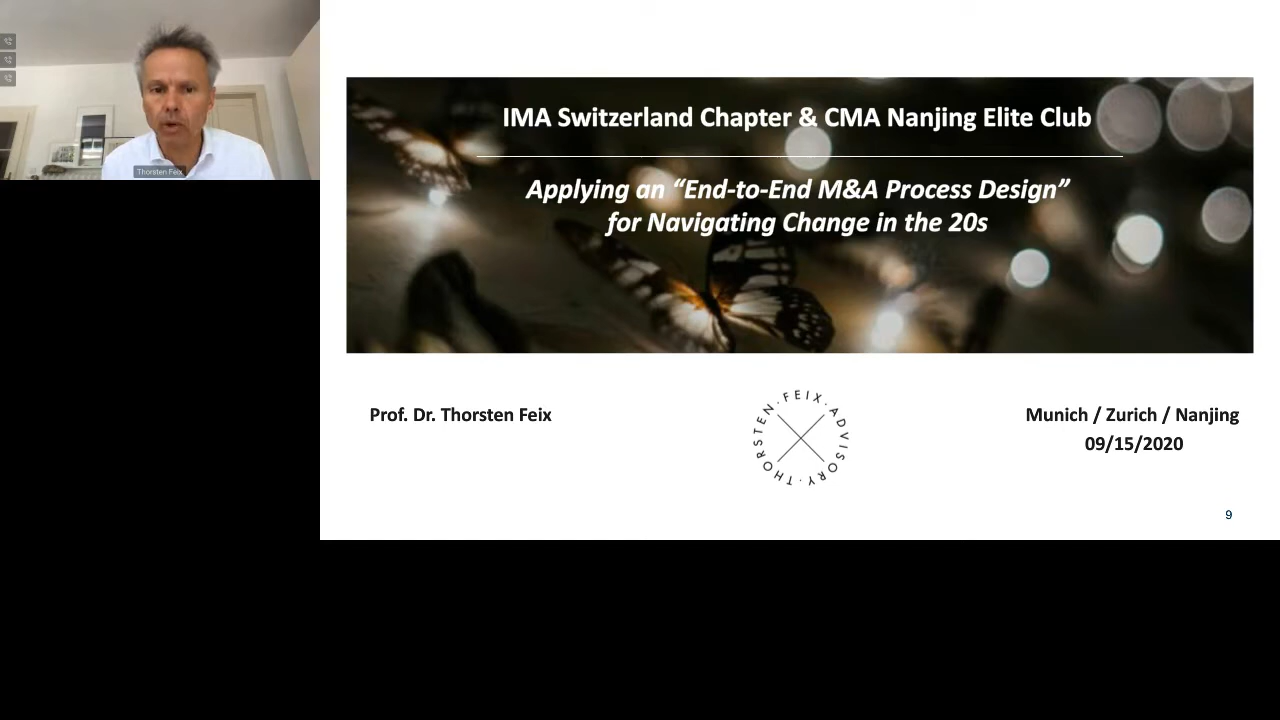 Thorsten Feix
IMA Switzerland Chapter & CMA Nanjing Elite Club
Applying an “End-to-End M&A Process Design”
for Navigating Change in the 20s
Prof. Dr. Thorsten Feix
THORSTEN·FEIX·ADVISORY·
Munich / Zurich / Nanjing
09/15/2020
9